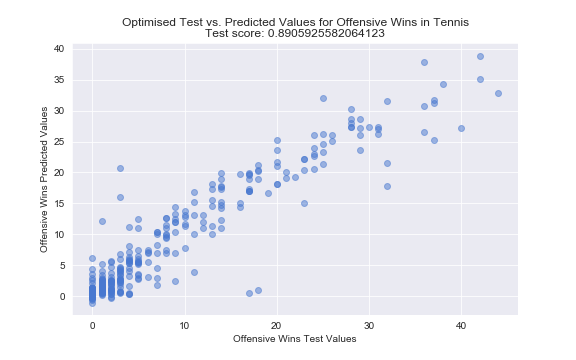 Optimised Test vs. Predicted Values for Offensive Wins in Tennis
Test score: 0.8905925582064123
40
35
30
25
20
15
10
5
0
Offensive Wins Predicted Values
0 10 20 30 40
Offensive Wins Test Values